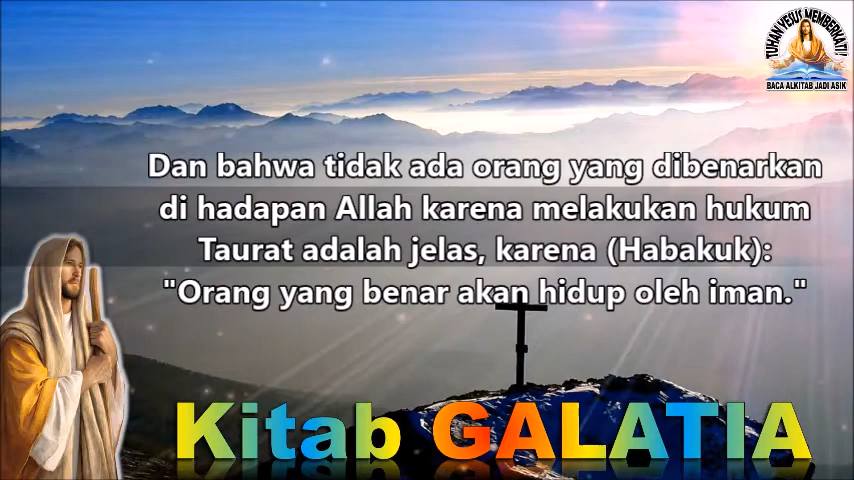 TUHAN YESUS MEMBERKATI!
BACA ALKITAB JADI ASIK
Dan bahwa tidak ada orang yang dibenarkan
di hadapan Allah karena melakukan hukum
Taurat adalah jelas, karena (Habakuk):
"Orang yang benar akan hidup oleh iman."
Kitab GALATIA